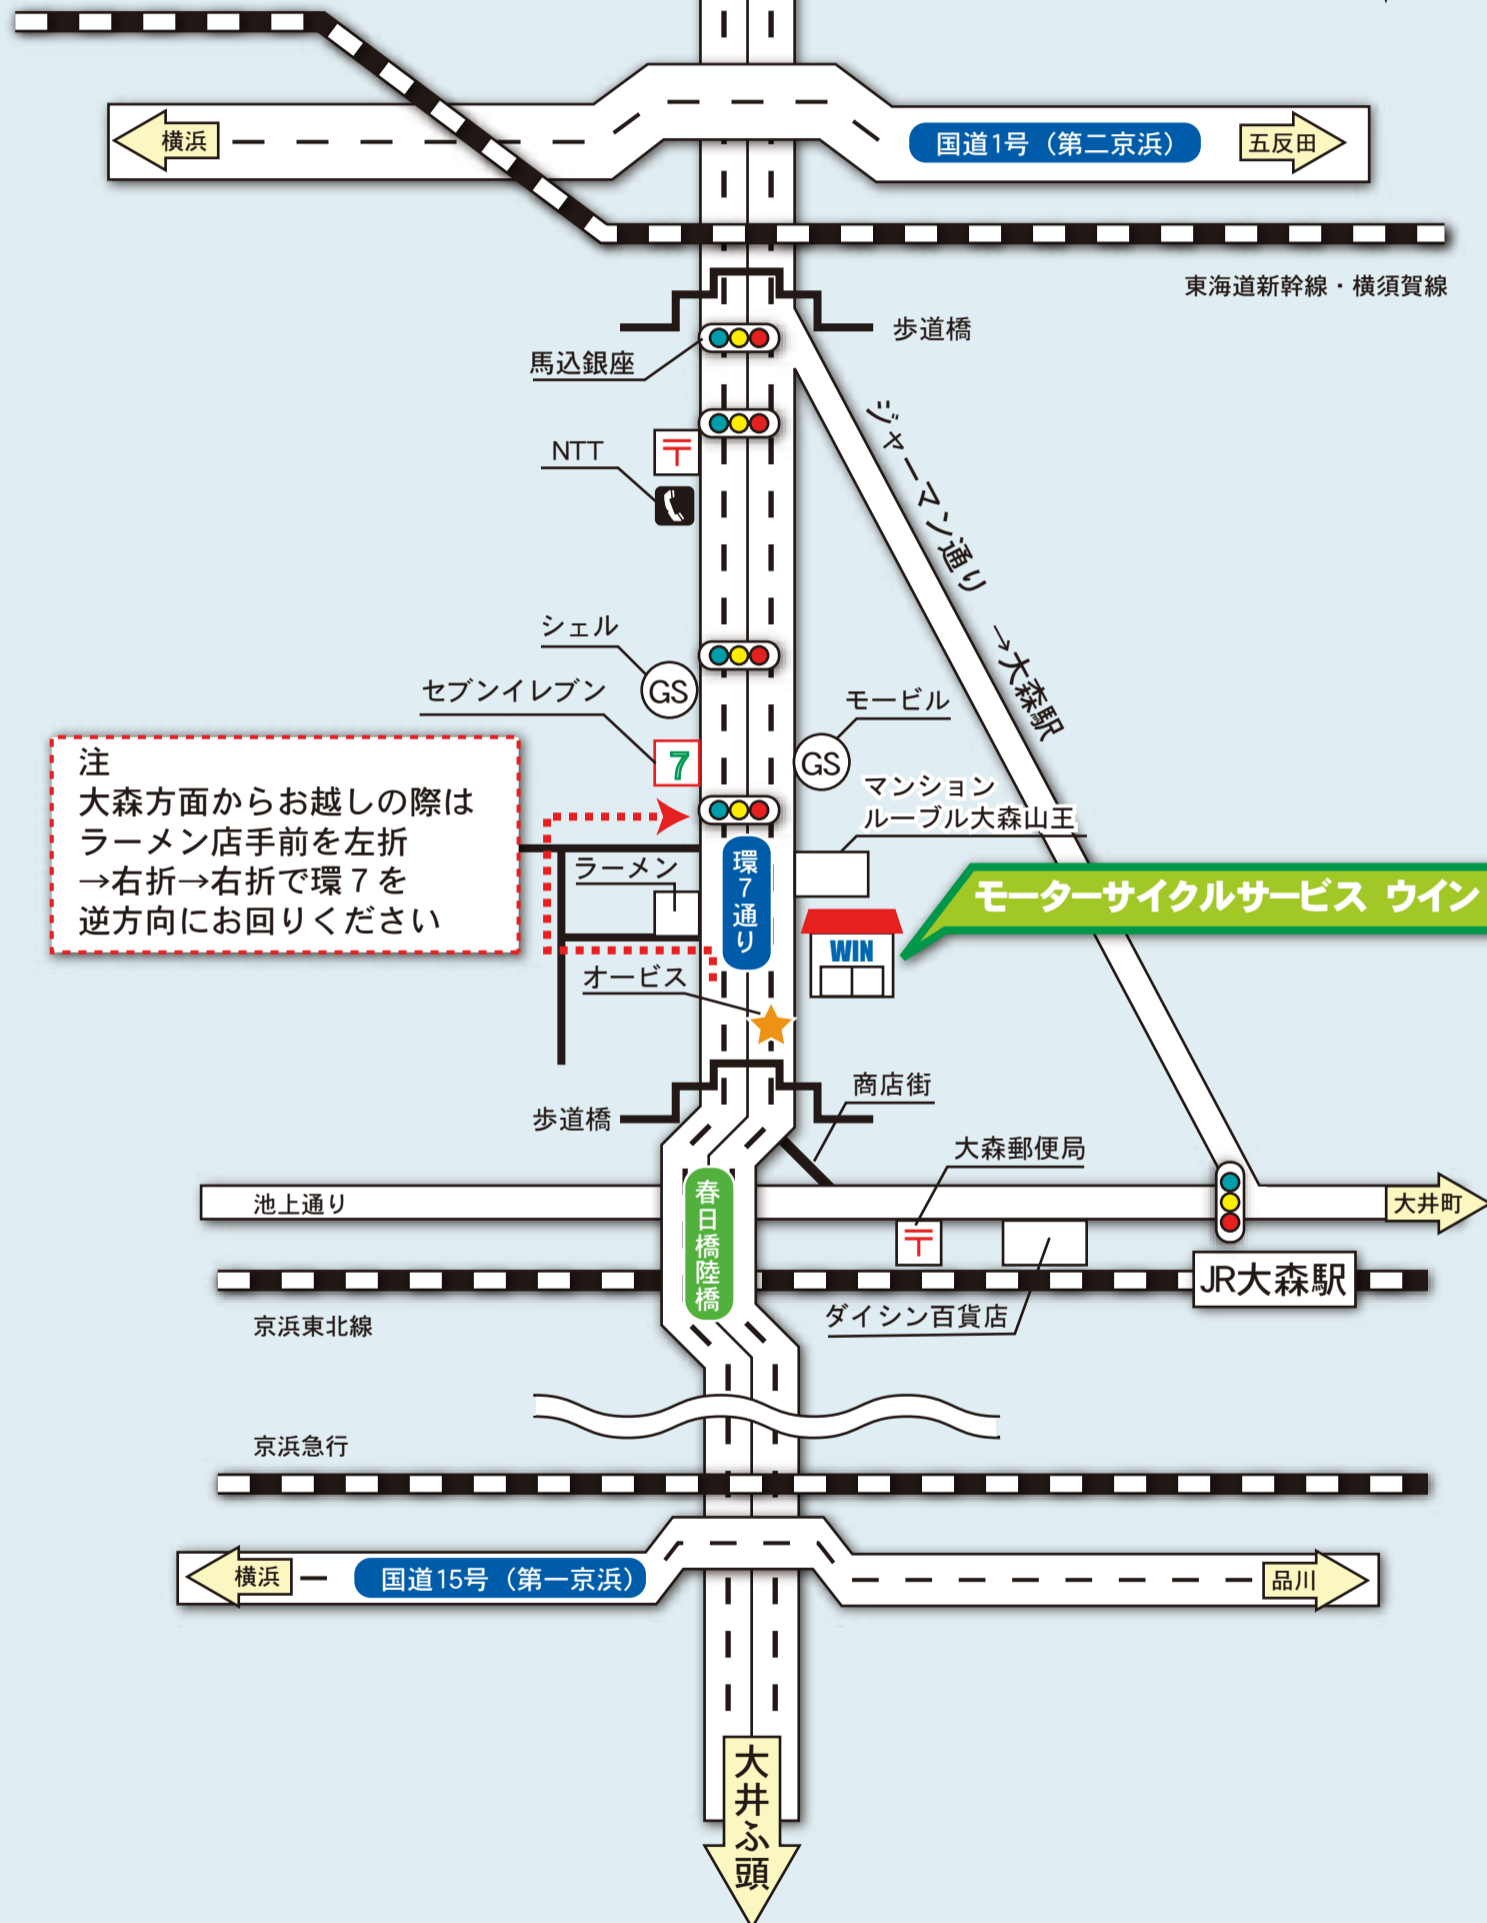 横浜
国道1号（第二京浜）
五反田
東海道新幹線・横須賀線
歩道橋
馬込銀座
NTT
〒
ジャーマン通り →大森駅
シェル
GS
セブンイレブン
7
モービル
GS
マンション
ルーブル大森山王
注
大森方面からお越しの際は
ラーメン店手前を左折
→右折→右折で環７を
逆方向にお回りください
ラーメン
環7通り
モーターサイクルサービス ウイン
WIN
オービス
歩道橋
商店街
大森郵便局
〒
池上通り
春日橋陸橋
大井町
JR大森駅
ダイシン百貨店
京浜東北線
京浜急行
横浜
国道15号（第一京浜）
品川
大井ふ頭